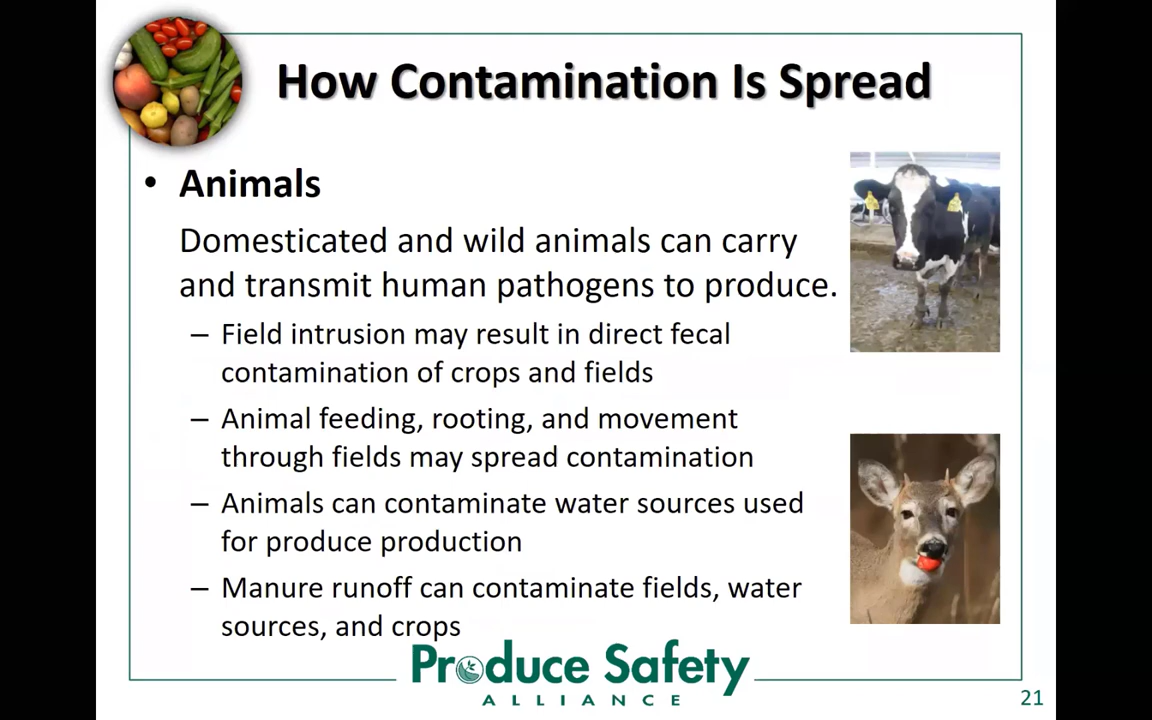 How Contamination Is Spread
• Animals
Domesticated and wild animals can carry
and transmit human pathogens to produce.
– Field intrusion may result in direct fecal
contamination of crops and fields
– Animal feeding, rooting, and movement
through fields may spread contamination
– Animals can contaminate water sources used
for produce production
– Manure runoff can contaminate fields, water
sources, and crops
Produce Safety
ALLIANCE
21